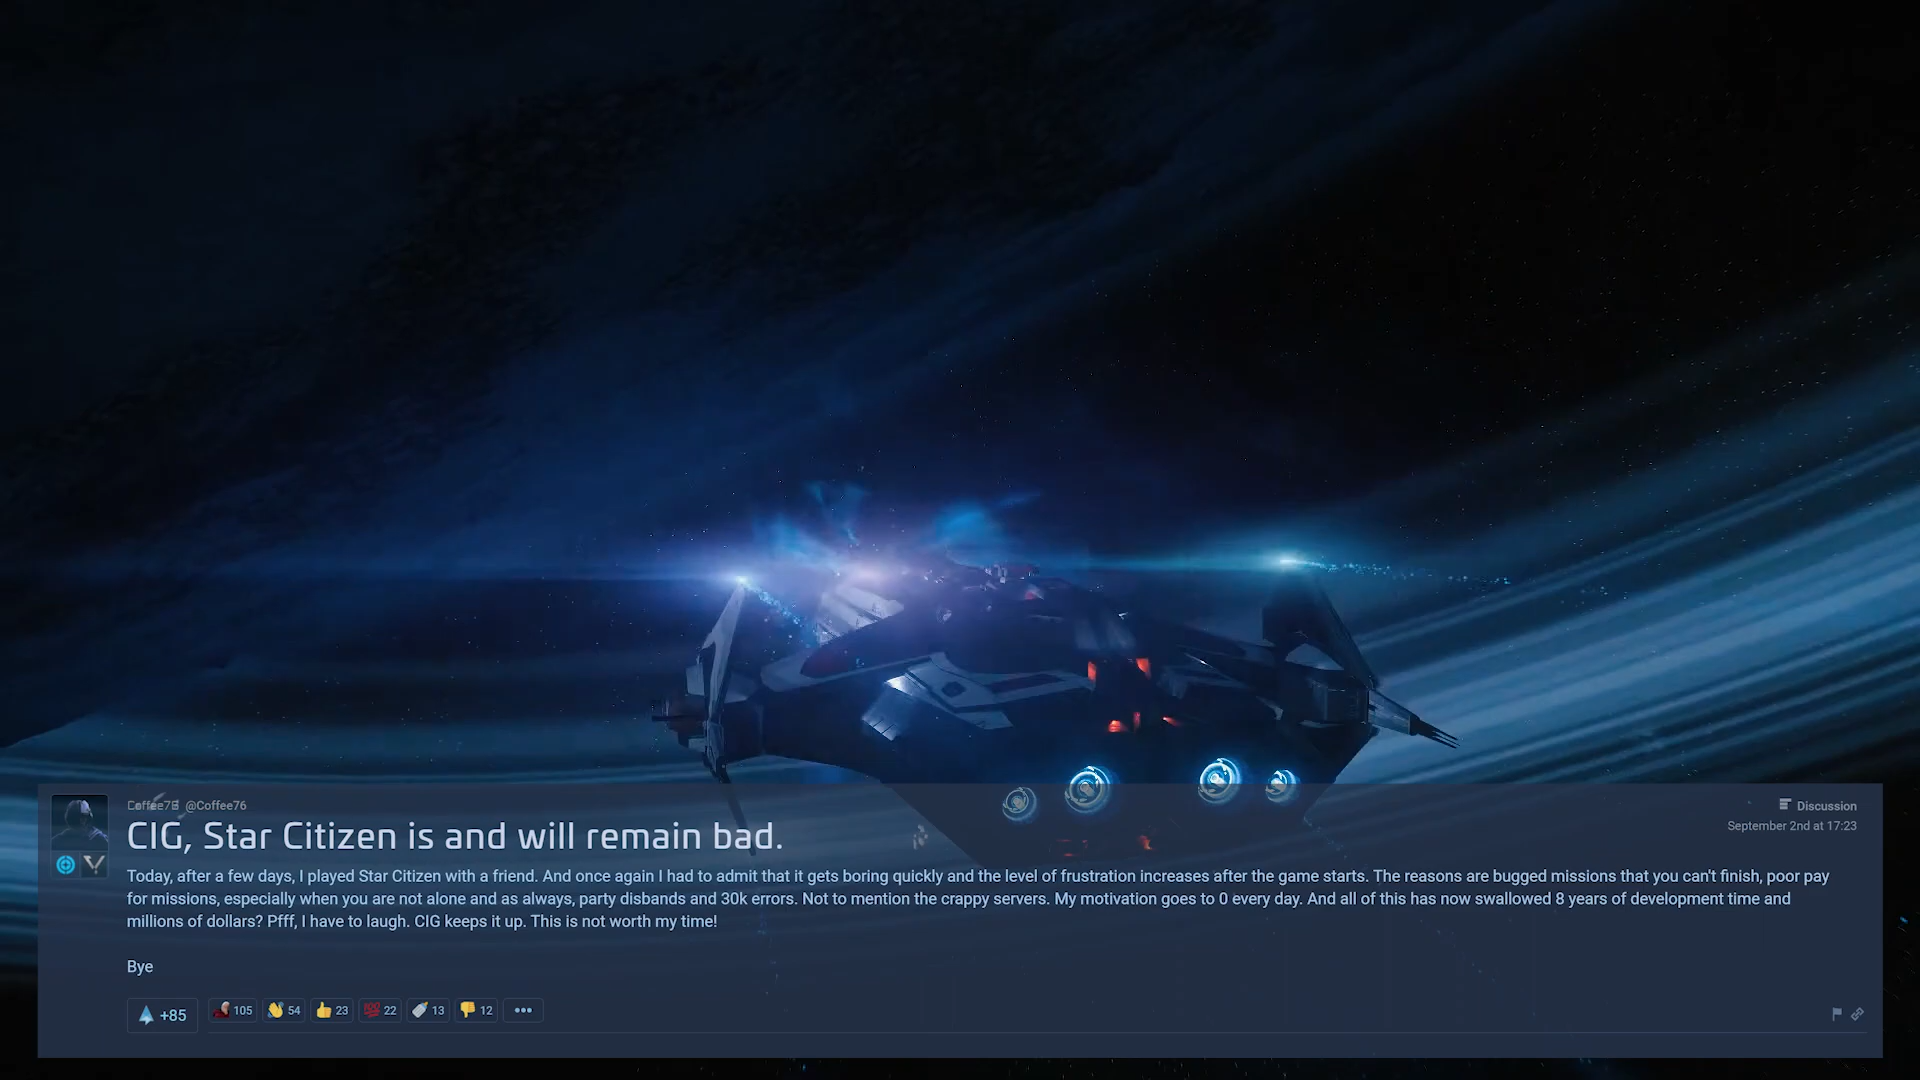 Coffee76 @Coffee76
Discussion
CIG, Star Citizen is and will remain bad.
September 2nd at 17:23
Today, after a few days, I played Star Citizen with a friend. And once again I had to admit that it gets boring quickly and the level of frustration increases after the game starts. The reasons are bugged missions that you can't finish, poor pay
for missions, especially when you are not alone and as always, party disbands and 30k errors. Not to mention the crappy servers. My motivation goes to 0 every day. And all of this has now swallowed 8 years of development time and
millions of dollars? Pfff, I have to laugh. CIG keeps it up. This is not worth my time!
Bye
+85 105 54 23 100 22 13 12